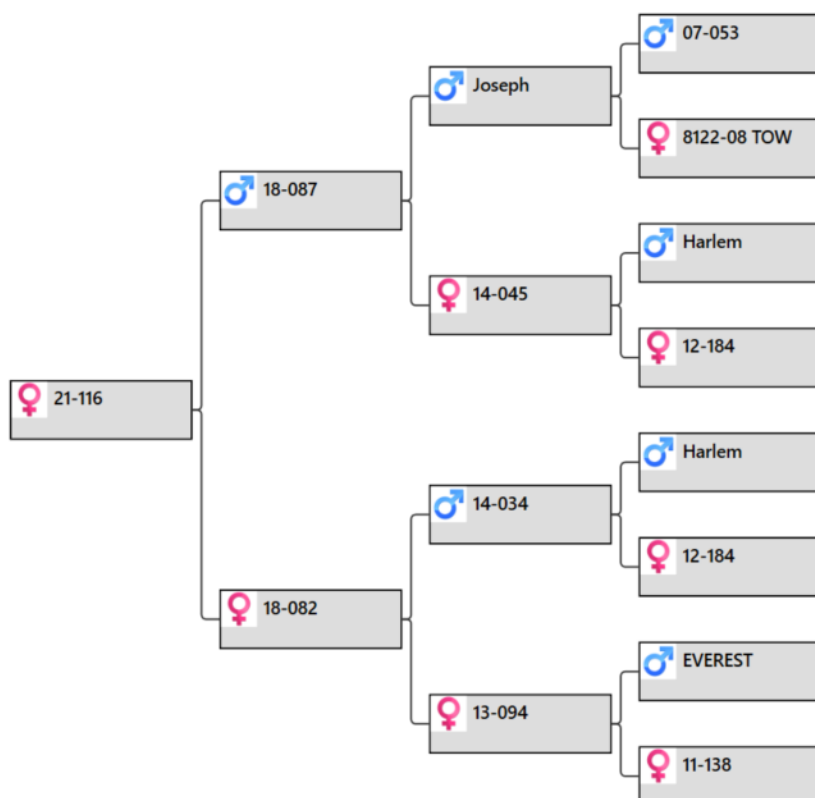 07-053
Joseph
8122-08 TOW
18-087
Harlem
14-045
12-184
21-116
Harlem
14-034
12-184
18-082
EVEREST
13-094
11-138